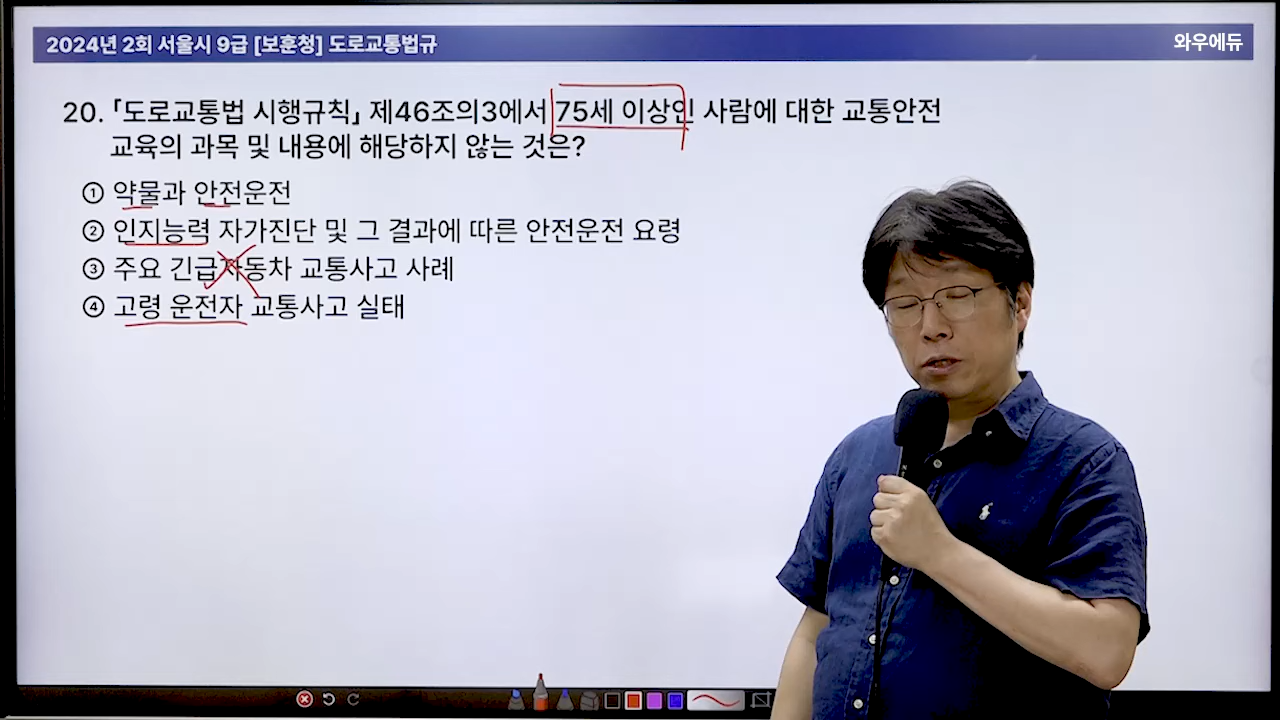 2024년 2회 서울시 9급 [보훈청] 도로교통법규
와우에듀
20. 「도로교통법 시행규칙」 제46조의3에서 75세 이상인 사람에 대한 교통안전
교육의 과목 및 내용에 해당하지 않는 것은?
① 약물과 안전운전
② 인지능력 자가진단 및 그 결과에 따른 안전운전 요령
③ 주요 긴급자동차 교통사고 사례
④ 고령 운전자 교통사고 실태